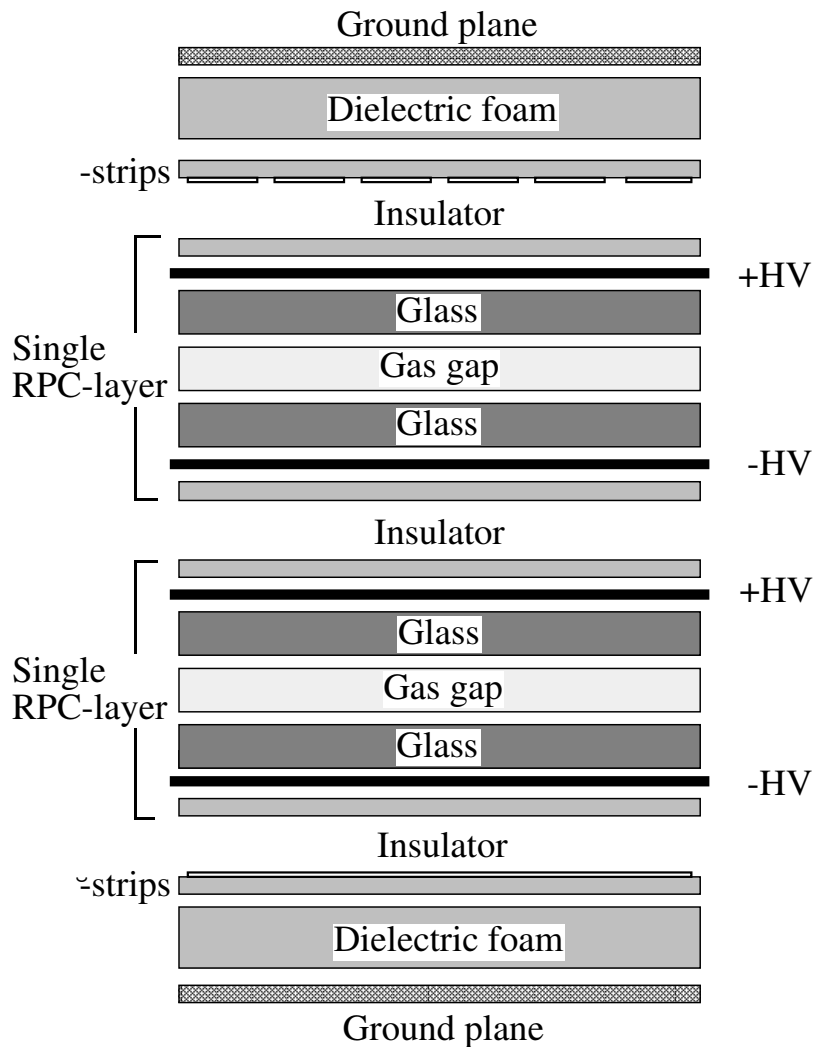 Ground plane
Dielectric foam
-strips
Insulator
+HV
Glass
Single
RPC-layer
Gas gap
Glass
-HV
Insulator
+HV
Glass
Single
RPC-layer
Gas gap
Glass
-HV
Insulator
-strips
Dielectric foam
Ground plane